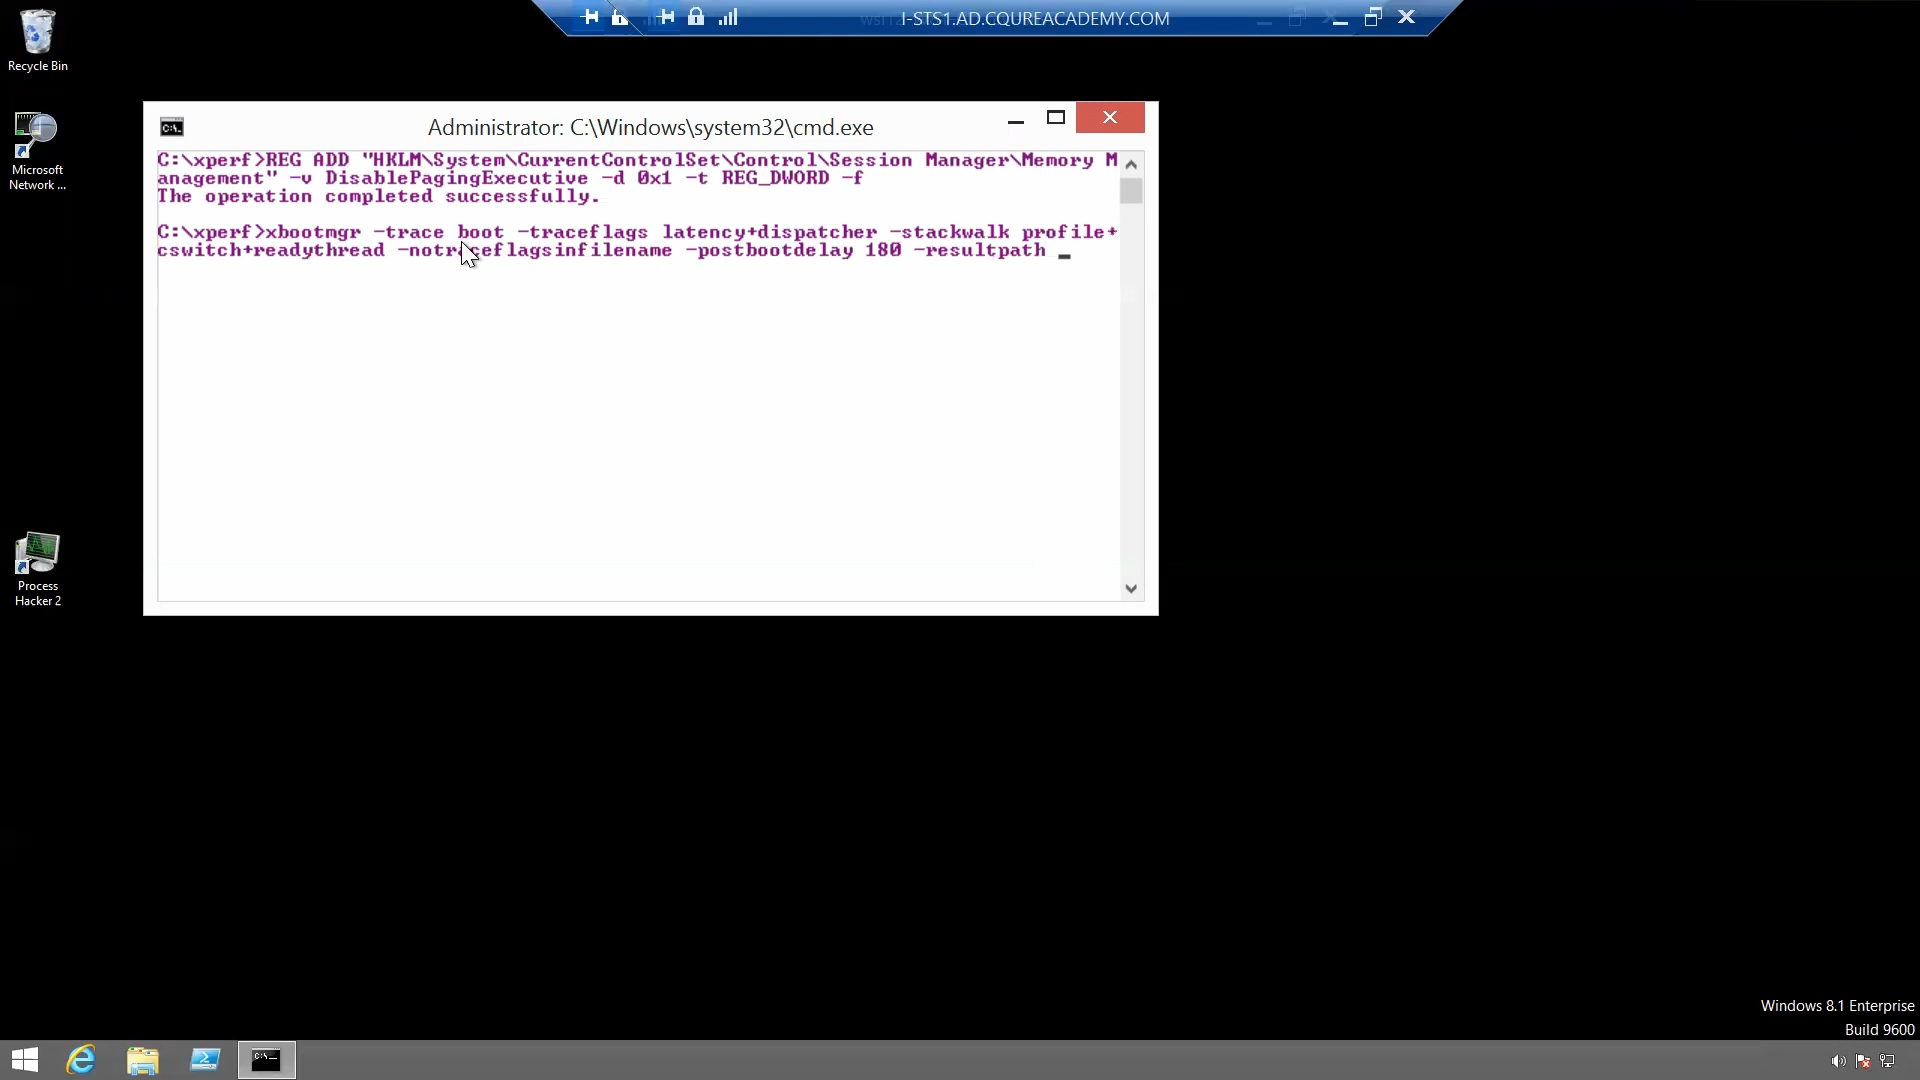 I-STS1.AD.CQUREACADEMY.COM
Recycle Bin
Microsoft
Network ...
Process
Hacker 2
Administrator: C:\Windows\system32\cmd.exe
C:\xperf>REG ADD "HKLM\System\CurrentControlSet\Control\Session Manager\Memory M
anagement" -v DisablePagingExecutive -d 0x1 -t REG_DWORD -f
The operation completed successfully.
C:\xperf>xbootmgr -trace boot -traceflags latency+dispatcher -stackwalk profile+
cswitch+readythread -notraceflagsinfilename -postbootdelay 180 -resultpath _
Windows 8.1 Enterprise
Build 9600